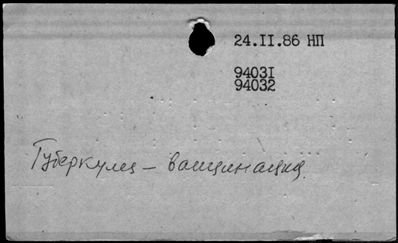 24.II.86 НП
94031
94032
Туберкулез – вакцинация